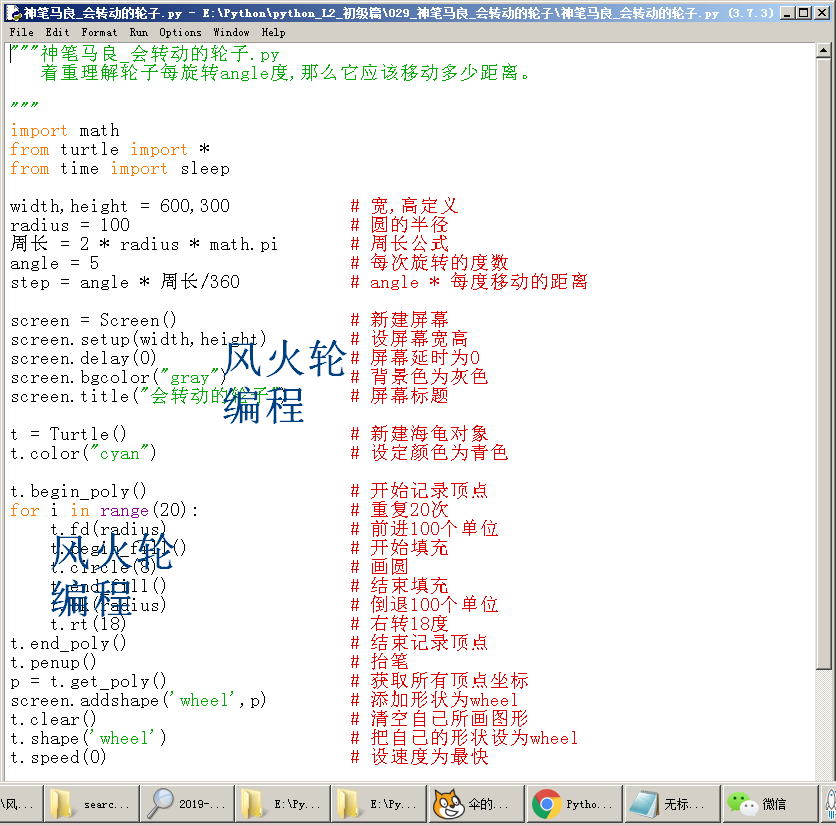 神笔马良_会转动的轮子.py - E:\Python\python_L2_初级篇\029_神笔马良_会转动的轮子\神笔马良_会转动的轮子.py (3.7.3)
File Edit Format Run Options Window Help
"""神笔马良_会转动的轮子.py
着重理解轮子每旋转angle度,那么它应该移动多少距离。
"""
import math
from turtle import *
from time import sleep
width,height = 600,300 # 宽,高定义
radius = 100 # 圆的半径
周长 = 2 * radius * math.pi # 周长公式
angle = 5 # 每次旋转的度数
step = angle * 周长/360 # angle * 每度移动的距离
screen = Screen() # 新建屏幕
screen.setup(width,height) # 设屏幕宽高
screen.delay(0) # 屏幕延时为0
screen.bgcolor("gray") # 背景色为灰色
screen.title("会转动的轮子") # 屏幕标题
风火轮
编程
t = Turtle() # 新建海龟对象
t.color("cyan") # 设定颜色为青色
t.begin_poly() # 开始记录顶点
for i in range(20): # 重复20次
t.fd(radius) # 前进100个单位
t.begin_fill() # 开始填充
t.circle(8) # 画圆
t.end_fill() # 结束填充
t.bk(radius) # 倒退100个单位
t.rt(18) # 右转18度
风火轮
编程
t.end_poly() # 结束记录顶点
t.penup() # 抬笔
p = t.get_poly() # 获取所有顶点坐标
screen.addshape('wheel',p) # 添加形状为wheel
t.clear() # 清空自己所画图形
t.shape('wheel') # 把自己的形状设为wheel
t.speed(0) # 设速度为最快
\风... searc... 2019-... E:\Py... E:\Py... 伞的... Pytho... 无标... 微信